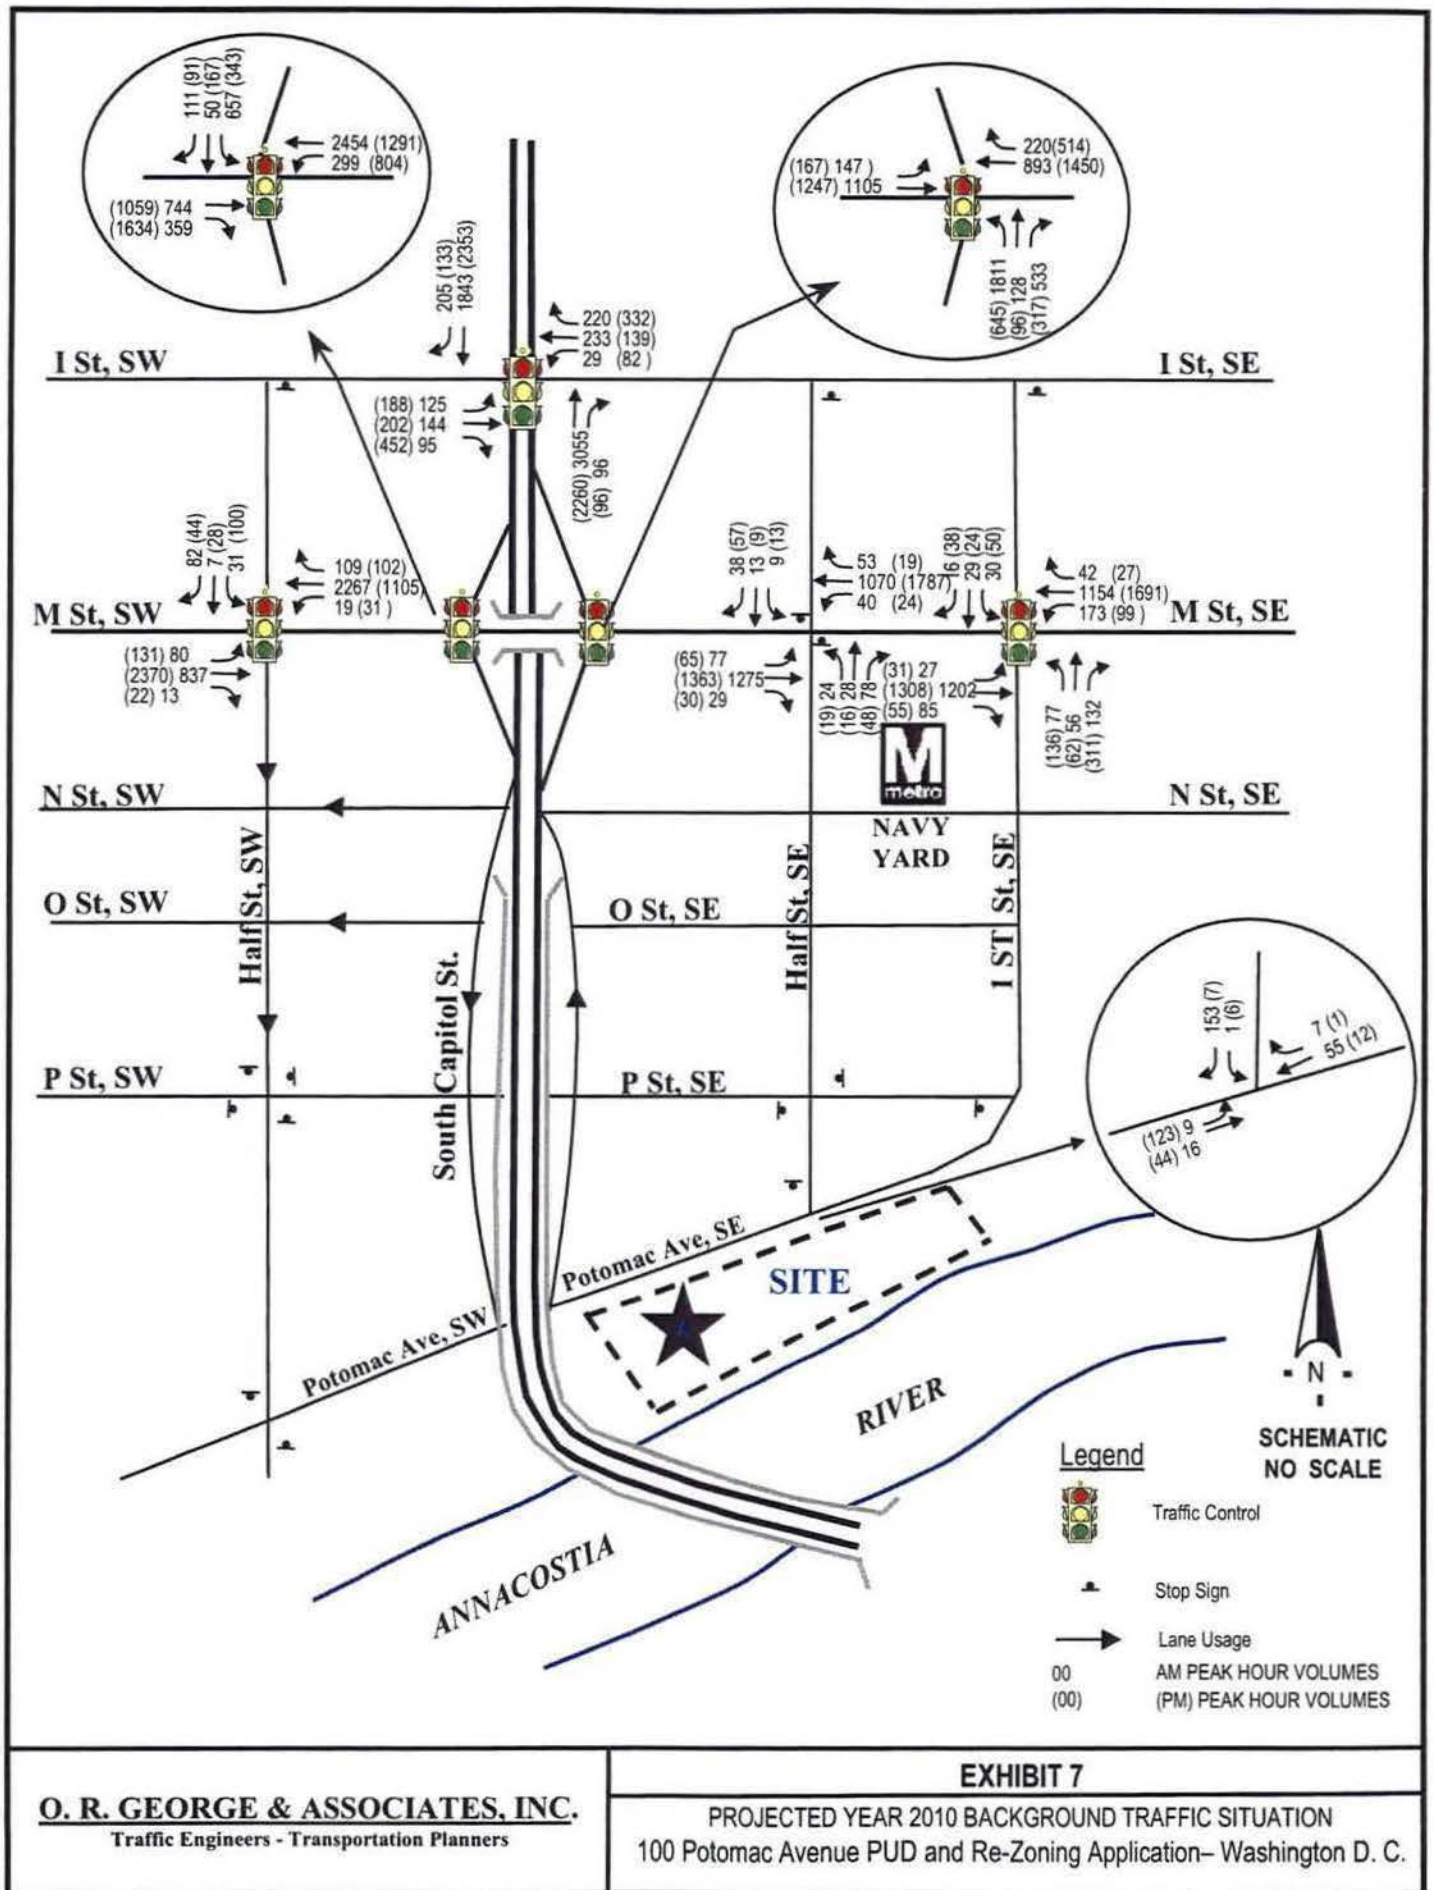 111 (91)
50 (167)
657 (343)
2454 (1291)
299 (804)
(1059) 744
(1634) 359
220(514)
893 (1450)
(167) 147 )
(1247) 1105
(645) 1811
(96) 128
(317) 533
205 (133)
1843 (2353)
220 (332)
233 (139)
29 (82 )
I St, SW
I St, SE
(188) 125
(202) 144
(452) 95
(2260) 3055
(96) 96
82 (44)
7 (28)
31 (100)
109 (102)
2267 (1105)
19 (31 )
38 (57)
13 (9)
9 (13)
53 (19)
1070 (1787)
40 (24)
16 (38)
29 (24)
30 (50)
42 (27)
1154 (1691)
173 (99 )
M St, SW
M St, SE
(131) 80
(2370) 837
(22) 13
(65) 77
(1363) 1275
(30) 29
(19) 24
(16) 28
(48) 78
(31) 27
(1308) 1202
(55) 85
(136) 77
(62) 56
(311) 132
M
metro
NAVY
YARD
N St, SW
N St, SE
Half St, SW
Half St, SE
1 ST St, SE
O St, SW
O St, SE
South Capitol St.
153 (7)
1 (6)
7 (1)
55 (12)
(123) 9
(44) 16
P St, SW
P St, SE
Potomac Ave, SE
Potomac Ave, SW
SITE
RIVER
ANNACOSTIA
N
SCHEMATIC
NO SCALE
Legend
Traffic Control
Stop Sign
Lane Usage
00 AM PEAK HOUR VOLUMES
(00) (PM) PEAK HOUR VOLUMES
O. R. GEORGE & ASSOCIATES, INC.
Traffic Engineers - Transportation Planners
EXHIBIT 7
PROJECTED YEAR 2010 BACKGROUND TRAFFIC SITUATION
100 Potomac Avenue PUD and Re-Zoning Application– Washington D. C.